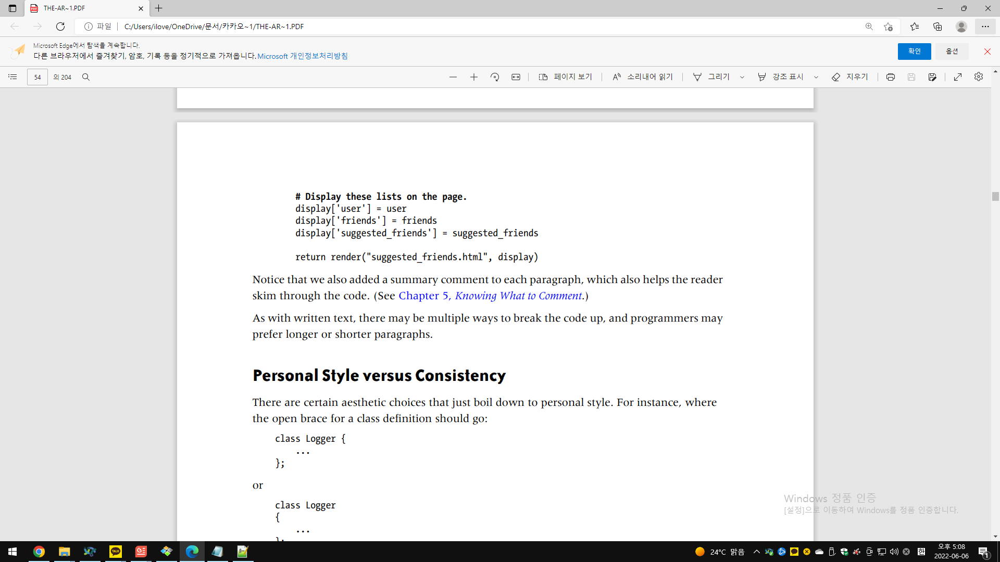 THE-AR~1.PDF
파일
C:/Users/ilove/OneDrive/문서/카카오~1/THE-AR~1.PDF
Microsoft Edge에서 탐색을 계속합니다.
다른 브라우저에서 즐겨찾기, 암호, 기록 등을 정기적으로 가져옵니다. Microsoft 개인정보처리방침
확인
옵션
54 의 204
페이지 보기
소리내어 읽기
그리기
강조 표시
지우기
# Display these lists on the page.
display['user'] = user
display['friends'] = friends
display['suggested_friends'] = suggested_friends
return render("suggested_friends.html", display)
Notice that we also added a summary comment to each paragraph, which also helps the reader
skim through the code. (See Chapter 5, Knowing What to Comment.)
As with written text, there may be multiple ways to break the code up, and programmers may
prefer longer or shorter paragraphs.
Personal Style versus Consistency
There are certain aesthetic choices that just boil down to personal style. For instance, where
the open brace for a class definition should go:
class Logger {
...
};
or
class Logger
{
...
};
Windows 정품 인증
[설정]으로 이동하여 Windows를 정품 인증합니다.
TALK
24°C 맑음
한
오후 5:08
2022-06-06
1